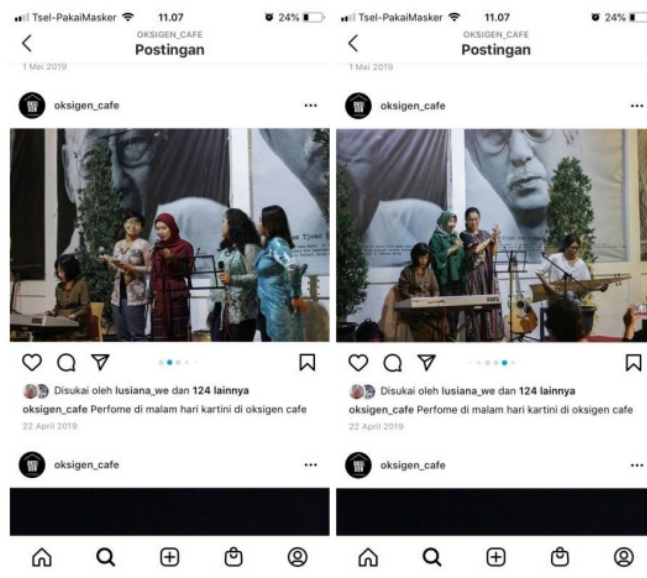 Tsel-PakaiMasker 11.07 24%
OKSIGEN_CAFE
Postingan
1 Mei 2019
oksigen_cafe
Disukai oleh lusiana_we dan 124 lainnya
oksigen_cafe Perfome di malam hari kartini di oksigen cafe
22 April 2019
oksigen_cafe
Tsel-PakaiMasker 11.07 24%
OKSIGEN_CAFE
Postingan
1 Mei 2019
oksigen_cafe
Disukai oleh lusiana_we dan 124 lainnya
oksigen_cafe Perfome di malam hari kartini di oksigen cafe
22 April 2019
oksigen_cafe